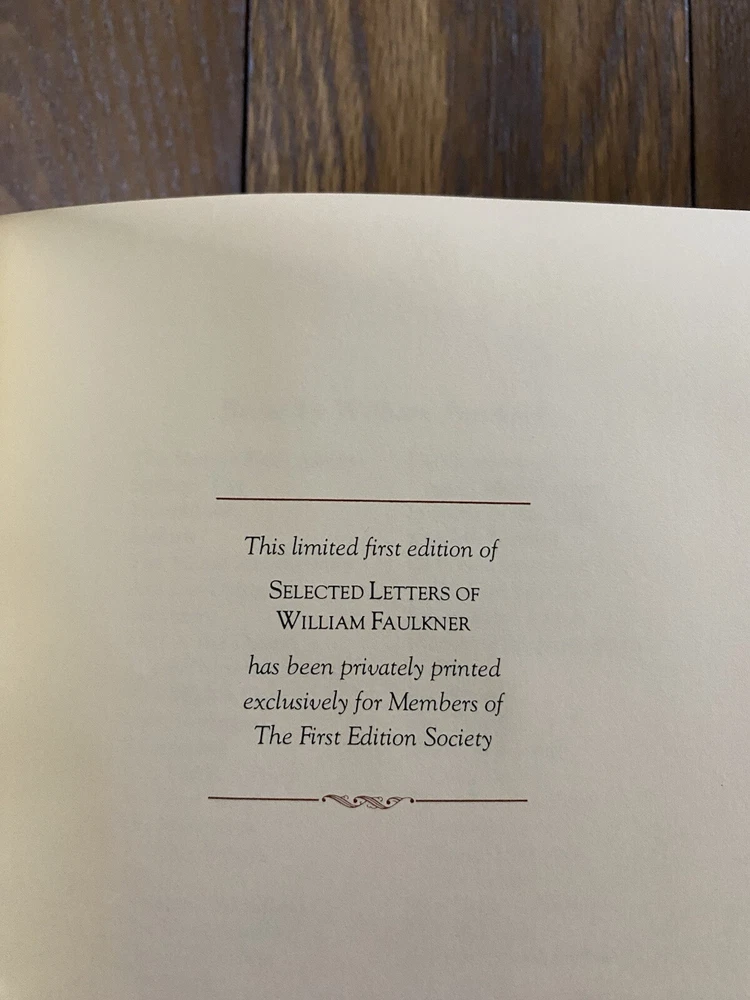 This limited first edition of
SELECTED LETTERS OF
WILLIAM FAULKNER
has been privately printed
exclusively for Members of
The First Edition Society